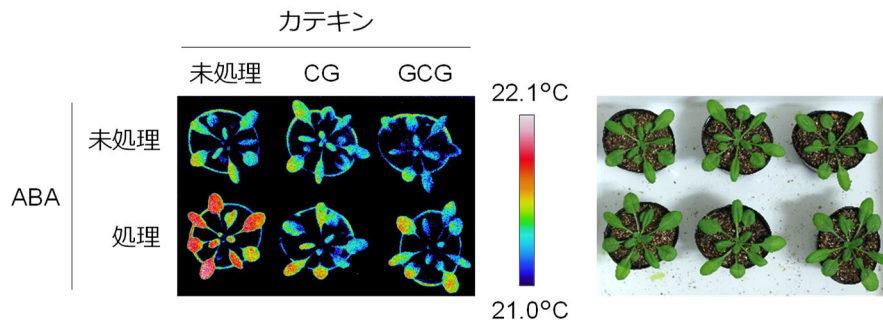 カテキン
未処理 CG GCG
22.1°C
未処理
ABA
処理
21.0°C